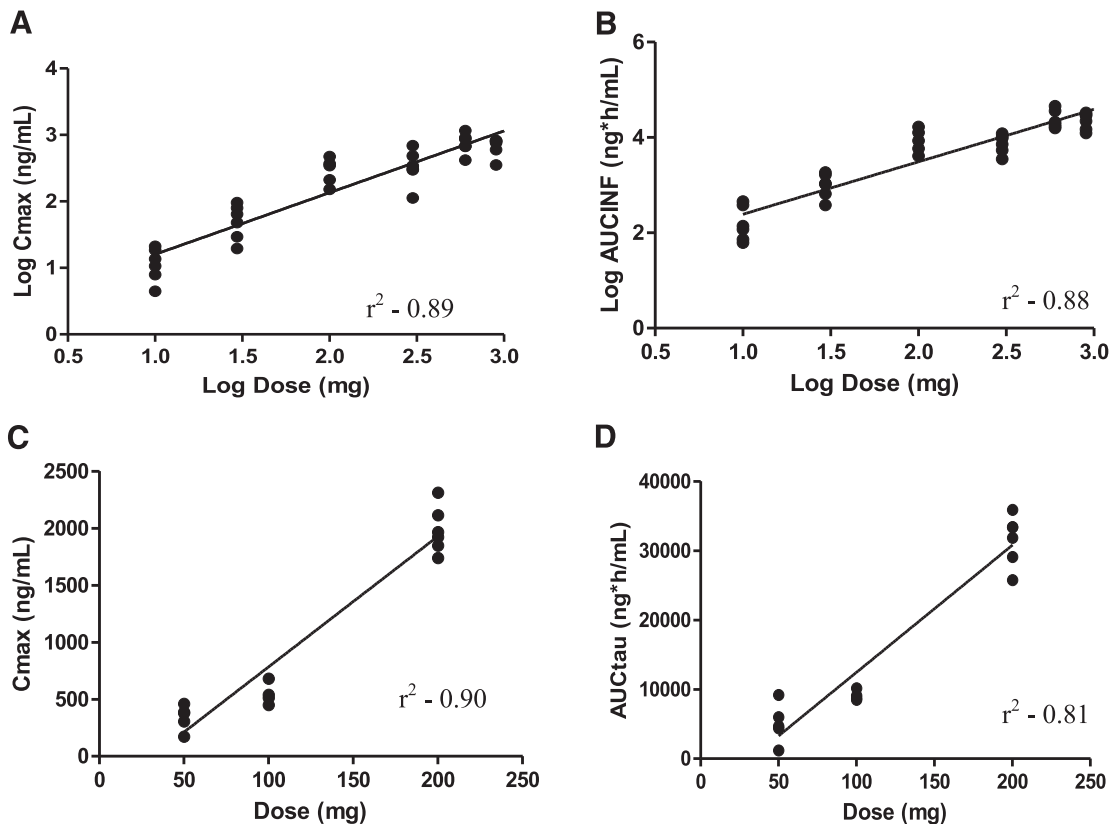 A
Log Cmax (ng/mL)
4
3
2
1
0
0.5 1.0 1.5 2.0 2.5 3.0
Log Dose (mg)
r² - 0.89
B
Log AUCINF (ng*h/mL)
6
4
2
0
0.5 1.0 1.5 2.0 2.5 3.0
Log Dose (mg)
r² - 0.88
C
Cmax (ng/mL)
2500
2000
1500
1000
500
0
0 50 100 150 200 250
Dose (mg)
r² - 0.90
D
AUCtau (ng*h/mL)
40000
30000
20000
10000
0
0 50 100 150 200 250
Dose (mg)
r² - 0.81